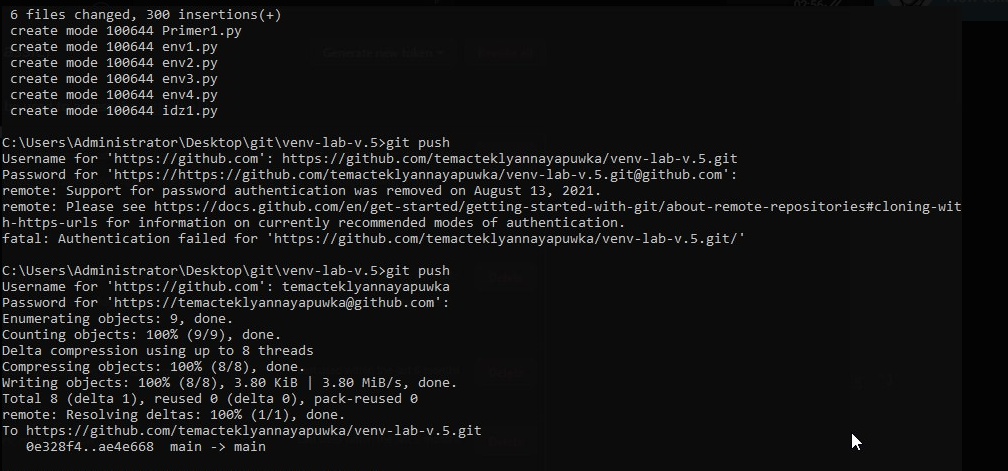 6 files changed, 300 insertions(+)
create mode 100644 Primer1.py
create mode 100644 env1.py
create mode 100644 env2.py
create mode 100644 env3.py
create mode 100644 env4.py
create mode 100644 idz1.py
C:\Users\Administrator\Desktop\git\venv-lab-v.5>git push
Username for 'https://github.com': https://github.com/temacteklyannayapuwka/venv-lab-v.5.git
Password for 'https://https://github.com/temacteklyannayapuwka/venv-lab-v.5.git@github.com':
remote: Support for password authentication was removed on August 13, 2021.
remote: Please see https://docs.github.com/en/get-started/getting-started-with-git/about-remote-repositories#cloning-wit
h-https-urls for information on currently recommended modes of authentication.
fatal: Authentication failed for 'https://github.com/temacteklyannayapuwka/venv-lab-v.5.git/'
C:\Users\Administrator\Desktop\git\venv-lab-v.5>git push
Username for 'https://github.com': temacteklyannayapuwka
Password for 'https://temacteklyannayapuwka@github.com':
Enumerating objects: 9, done.
Counting objects: 100% (9/9), done.
Delta compression using up to 8 threads
Compressing objects: 100% (8/8), done.
Writing objects: 100% (8/8), 3.80 KiB | 3.80 MiB/s, done.
Total 8 (delta 1), reused 0 (delta 0), pack-reused 0
remote: Resolving deltas: 100% (1/1), done.
To https://github.com/temacteklyannayapuwka/venv-lab-v.5.git
0e328f4..ae4e668  main -> main